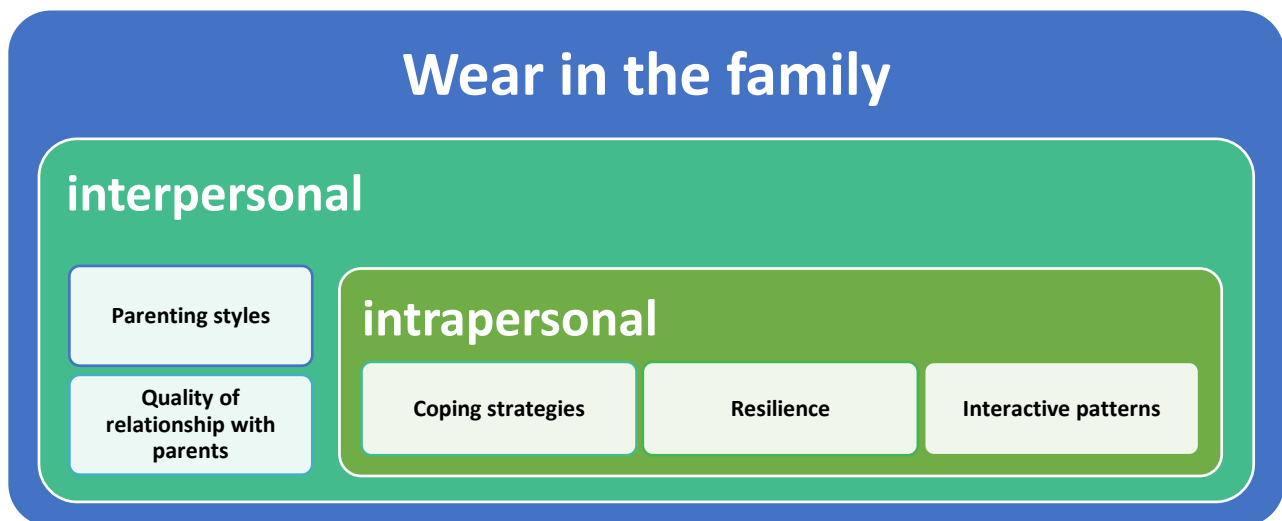 Wear in the family
interpersonal
Parenting styles
Quality of
relationship with
parents
intrapersonal
Coping strategies
Resilience
Interactive patterns